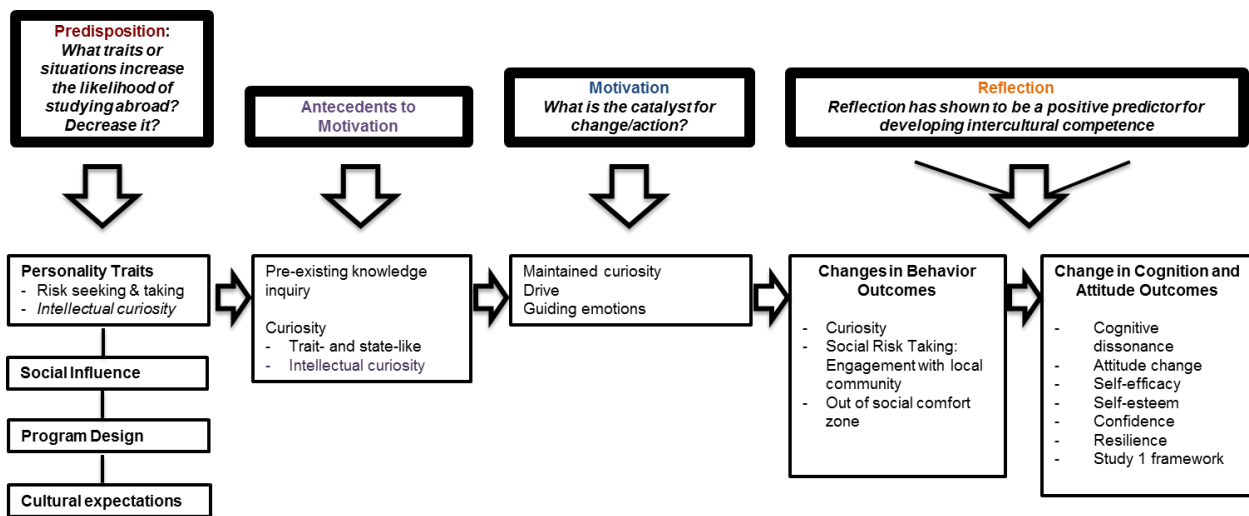 Predisposition:
What traits or
situations increase
the likelihood of
studying abroad?
Decrease it?
Antecedents to
Motivation
Motivation
What is the catalyst for
change/action?
Reflection
Reflection has shown to be a positive predictor for
developing intercultural competence
Personality Traits
- Risk seeking & taking
- Intellectual curiosity
Social Influence
Program Design
Cultural expectations
Pre-existing knowledge
inquiry
Curiosity
- Trait- and state-like
- Intellectual curiosity
Maintained curiosity
Drive
Guiding emotions
Changes in Behavior
Outcomes
- Curiosity
- Social Risk Taking:
Engagement with local
community
- Out of social comfort
zone
Change in Cognition and
Attitude Outcomes
- Cognitive
dissonance
- Attitude change
- Self-efficacy
- Self-esteem
- Confidence
- Resilience
- Study 1 framework